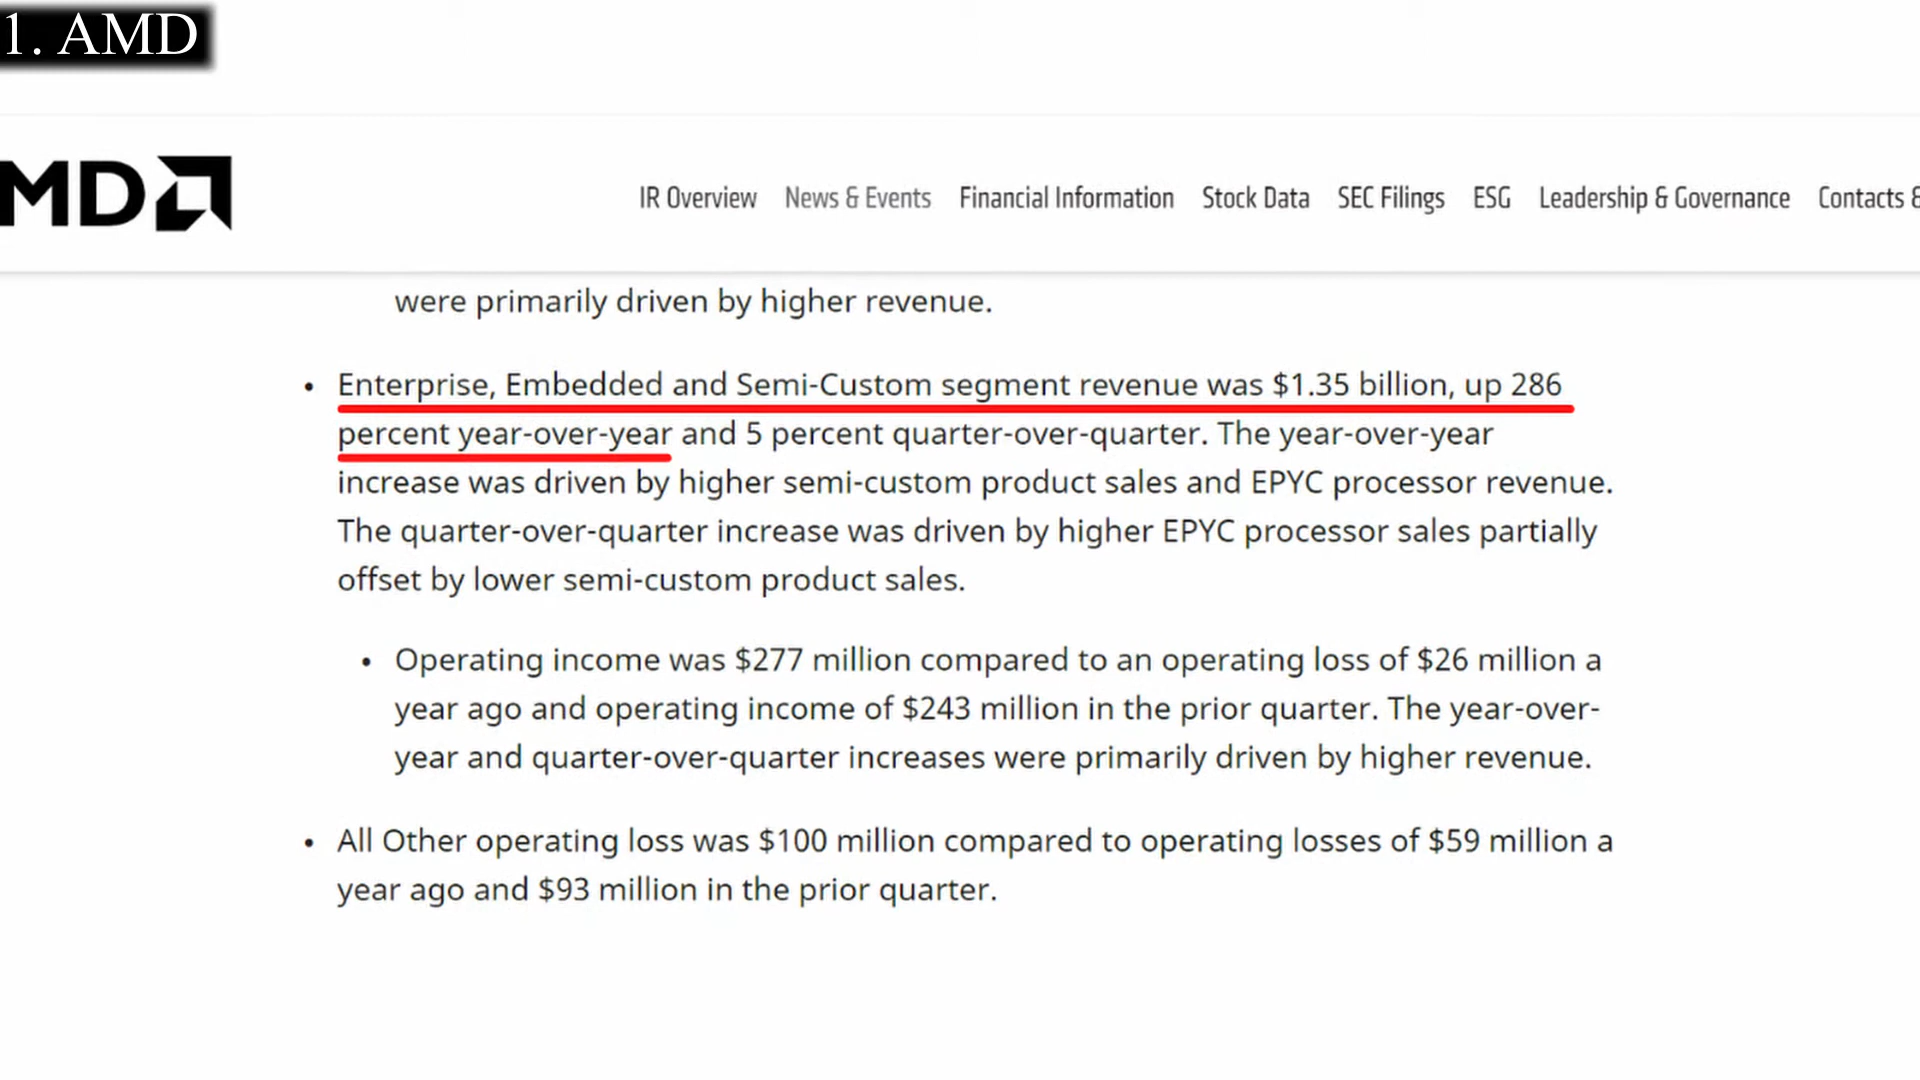 1. AMD
MD
IR Overview News & Events Financial Information Stock Data SEC Filings ESG Leadership & Governance Contacts &
were primarily driven by higher revenue.
• Enterprise, Embedded and Semi-Custom segment revenue was $1.35 billion, up 286
percent year-over-year and 5 percent quarter-over-quarter. The year-over-year
increase was driven by higher semi-custom product sales and EPYC processor revenue.
The quarter-over-quarter increase was driven by higher EPYC processor sales partially
offset by lower semi-custom product sales.
• Operating income was $277 million compared to an operating loss of $26 million a
year ago and operating income of $243 million in the prior quarter. The year-over-
year and quarter-over-quarter increases were primarily driven by higher revenue.
• All Other operating loss was $100 million compared to operating losses of $59 million a
year ago and $93 million in the prior quarter.